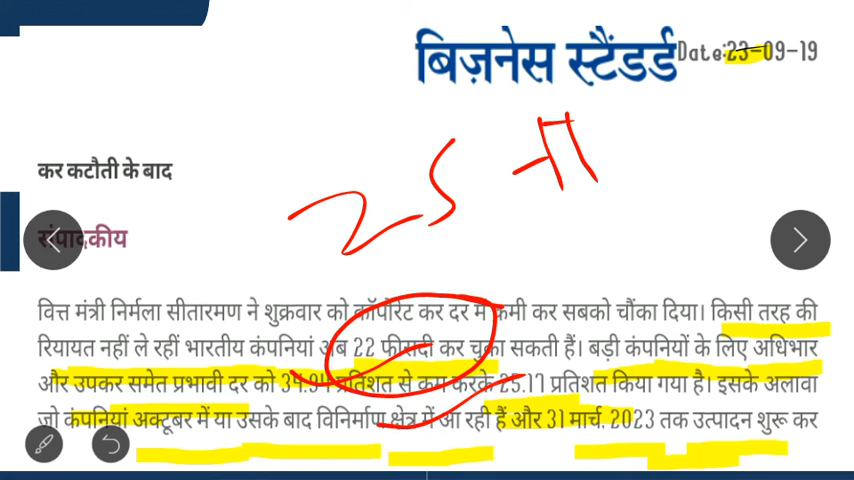 बिज़नेस स्टैंडर्ड Date:23-09-19
25 ना
कर कटौती के बाद
संपादकीय
वित्त मंत्री निर्मला सीतारमण ने शुक्रवार को कॉर्पोरेट कर दर में कमी कर सबको चौंका दिया। किसी तरह की
रियायत नहीं ले रहीं भारतीय कंपनियां अब 22 फीसदी कर चुका सकती हैं। बड़ी कंपनियों के लिए अधिभार
और उपकर समेत प्रभावी दर को 34.94 प्रतिशत से कम करके 25.17 प्रतिशत किया गया है। इसके अलावा
जो कंपनियां अक्टूबर में या उसके बाद विनिर्माण क्षेत्र में आ रही हैं और 31 मार्च, 2023 तक उत्पादन शुरू कर